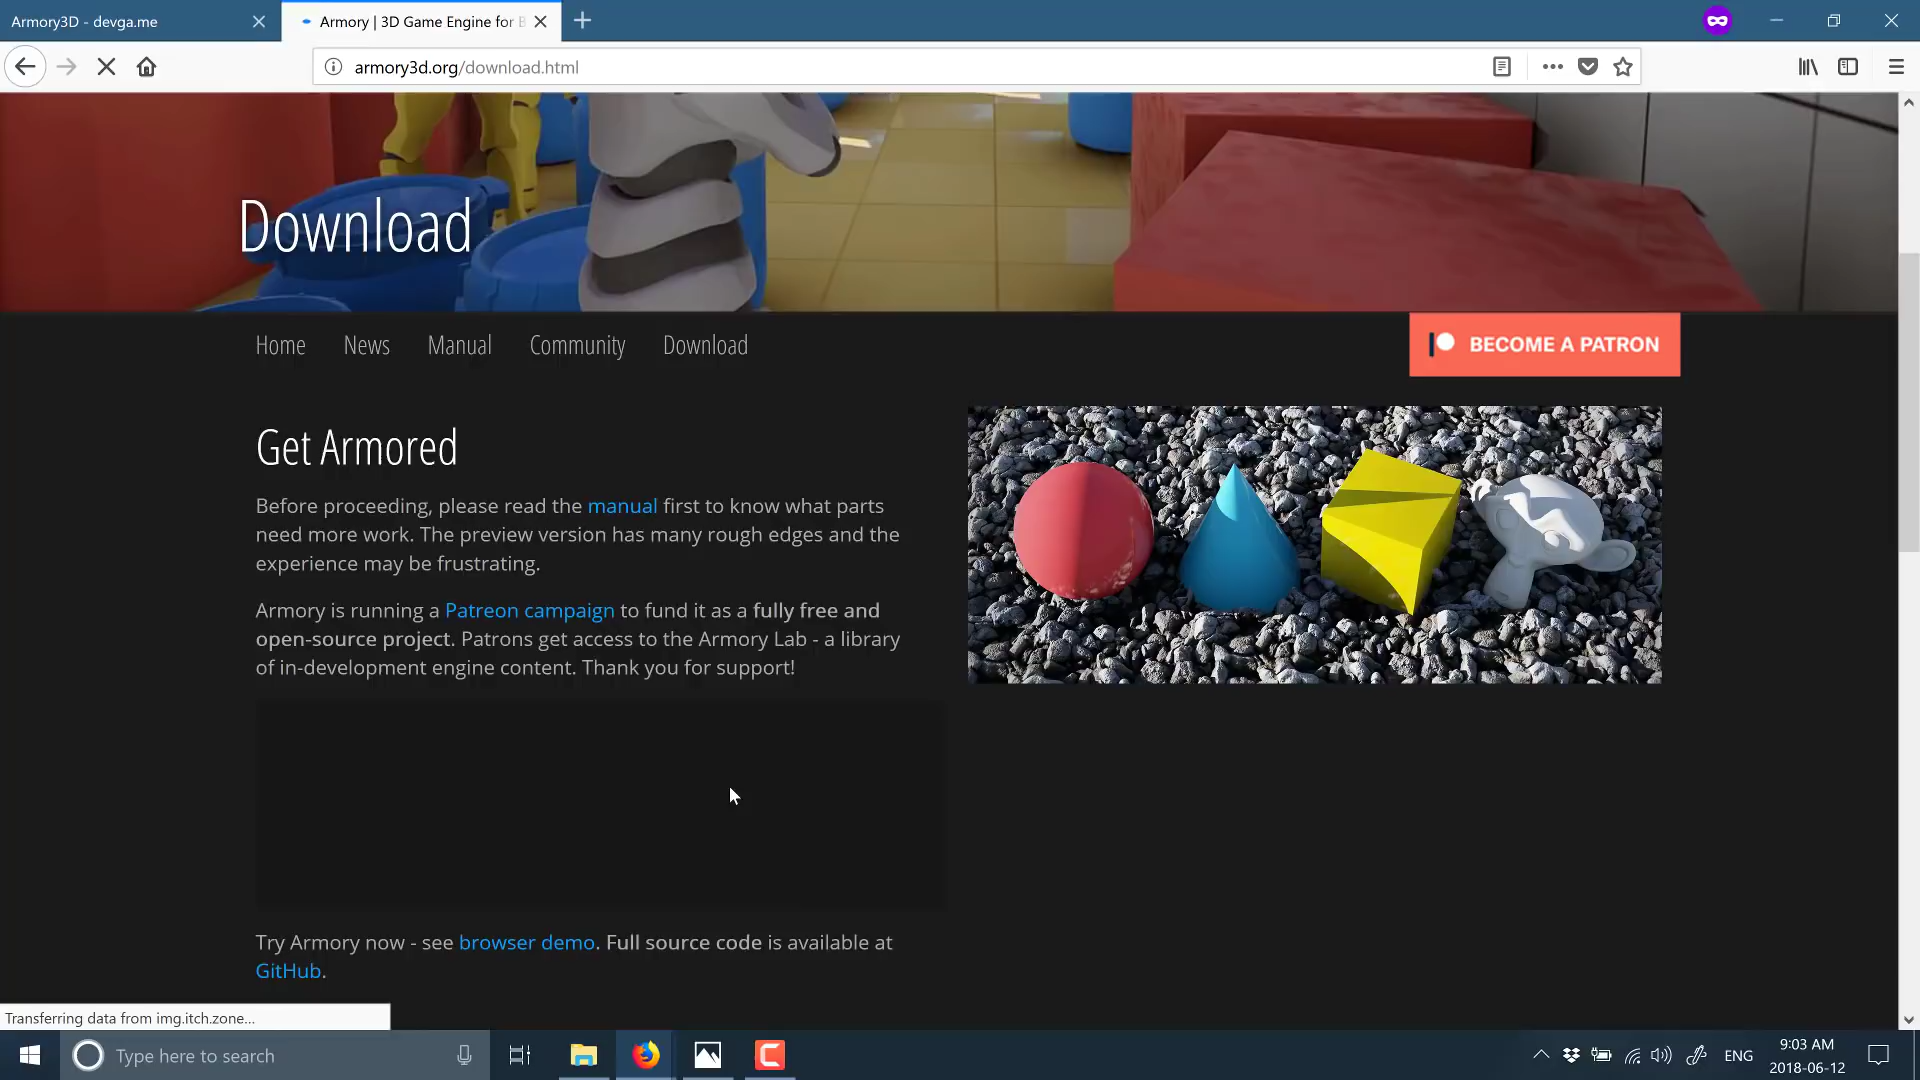 Armory3D - devga.me
Armory | 3D Game Engine for B
armory3d.org/download.html
Download
Home News Manual Community Download
BECOME A PATRON
Get Armored
Before proceeding, please read the manual first to know what parts
need more work. The preview version has many rough edges and the
experience may be frustrating.
Armory is running a Patreon campaign to fund it as a fully free and
open-source project. Patrons get access to the Armory Lab - a library
of in-development engine content. Thank you for support!
Try Armory now - see browser demo. Full source code is available at
GitHub.
Transferring data from img.itch.zone...
Type here to search
ENG
9:03 AM
2018-06-12